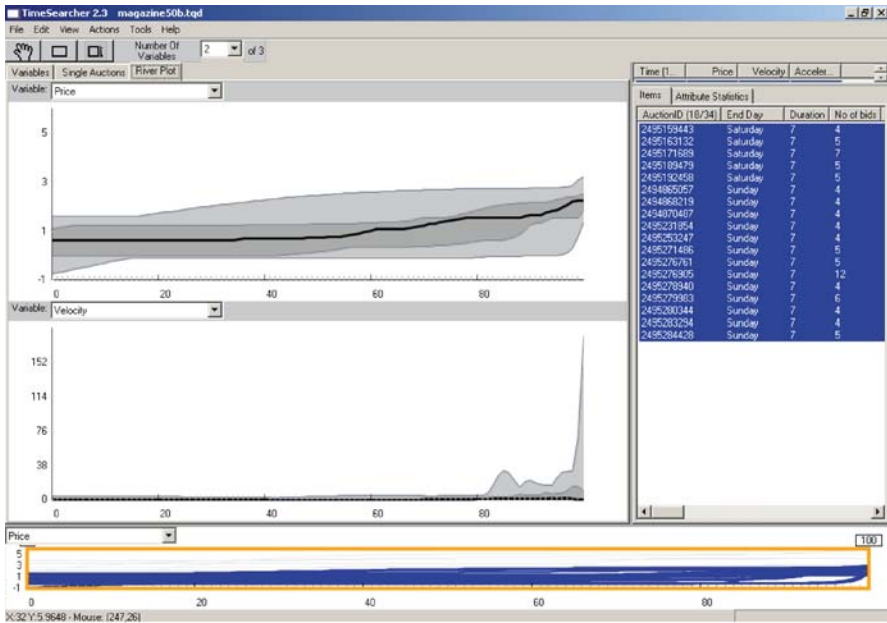 TimeSearcher 2.3 magazine50b.tqd
File Edit View Actions Tools Help
Number Of Variables 2 of 3
Variables Single Auctions River Plot
Variable: Price
5
3
1
-1
0 20 40 60 80
Variable: Velocity
152
114
76
38
0
0 20 40 60 80
Time (1... Price Velocity Acceler...
Items Attribute Statistics
AuctionID (18/34) End Day Duration No of bids
2495159443 Saturday 7 4
2495163132 Saturday 7 5
2495171689 Saturday 7 7
2495189479 Saturday 7 5
2495192458 Saturday 7 5
2494865057 Sunday 7 4
2494868219 Sunday 7 4
2494870487 Sunday 7 4
2495231854 Sunday 7 4
2495253247 Sunday 7 4
2495271486 Sunday 7 5
2495276761 Sunday 7 5
2495276905 Sunday 7 12
2495278940 Sunday 7 4
2495279983 Sunday 7 6
2495280344 Sunday 7 4
2495283294 Sunday 7 4
2495284428 Sunday 7 5
Price
100
5
3
1
-1
0 20 40 60 80
X:32 Y:5.9648 - Mouse: (247,26)